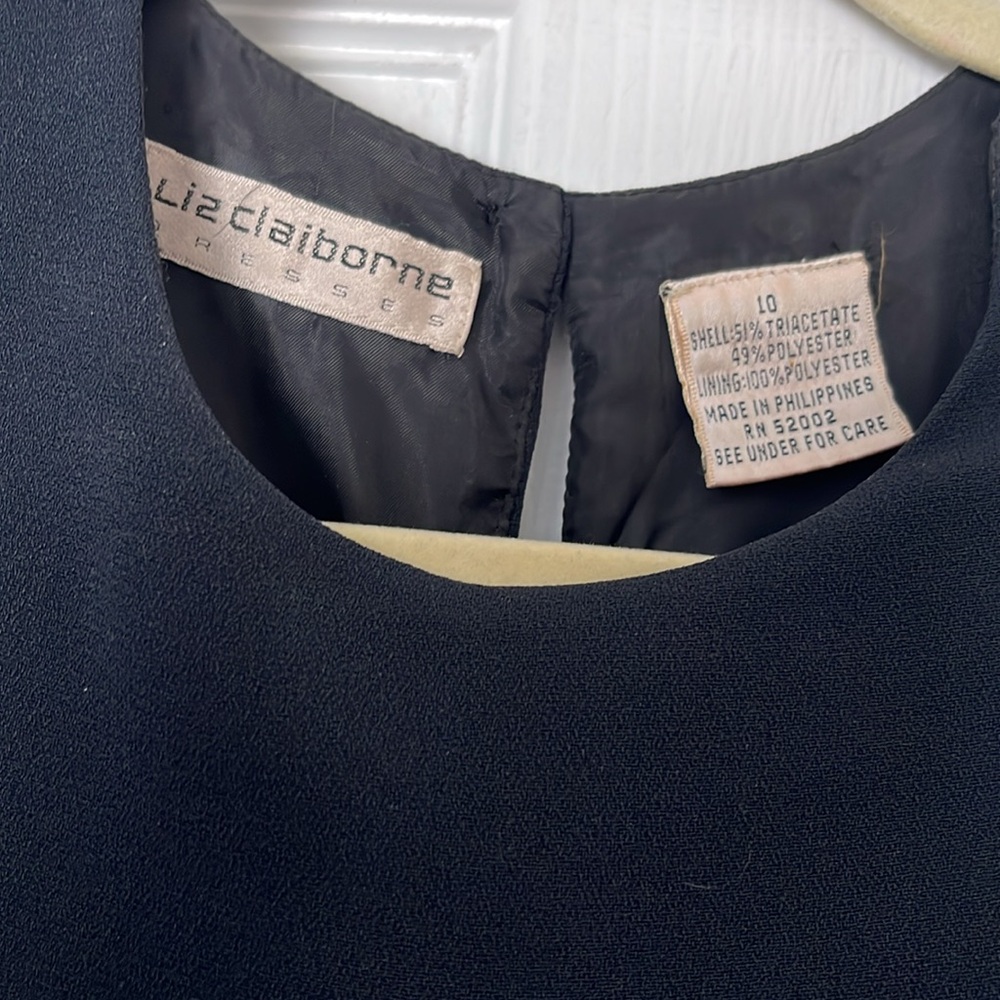 Liz claiborne
DRESSES
10
SHELL:51% TRIACETATE
49% POLYESTER
LINING:100% POLYESTER
MADE IN PHILIPPINES
RN 52002
SEE UNDER FOR CARE